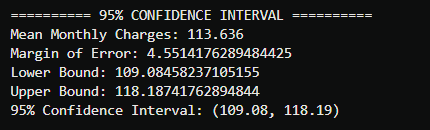 ========== 95% CONFIDENCE INTERVAL ==========
Mean Monthly Charges: 113.636
Margin of Error: 4.5514176289484425
Lower Bound: 109.08458237105155
Upper Bound: 118.18741762894844
95% Confidence Interval: (109.08, 118.19)